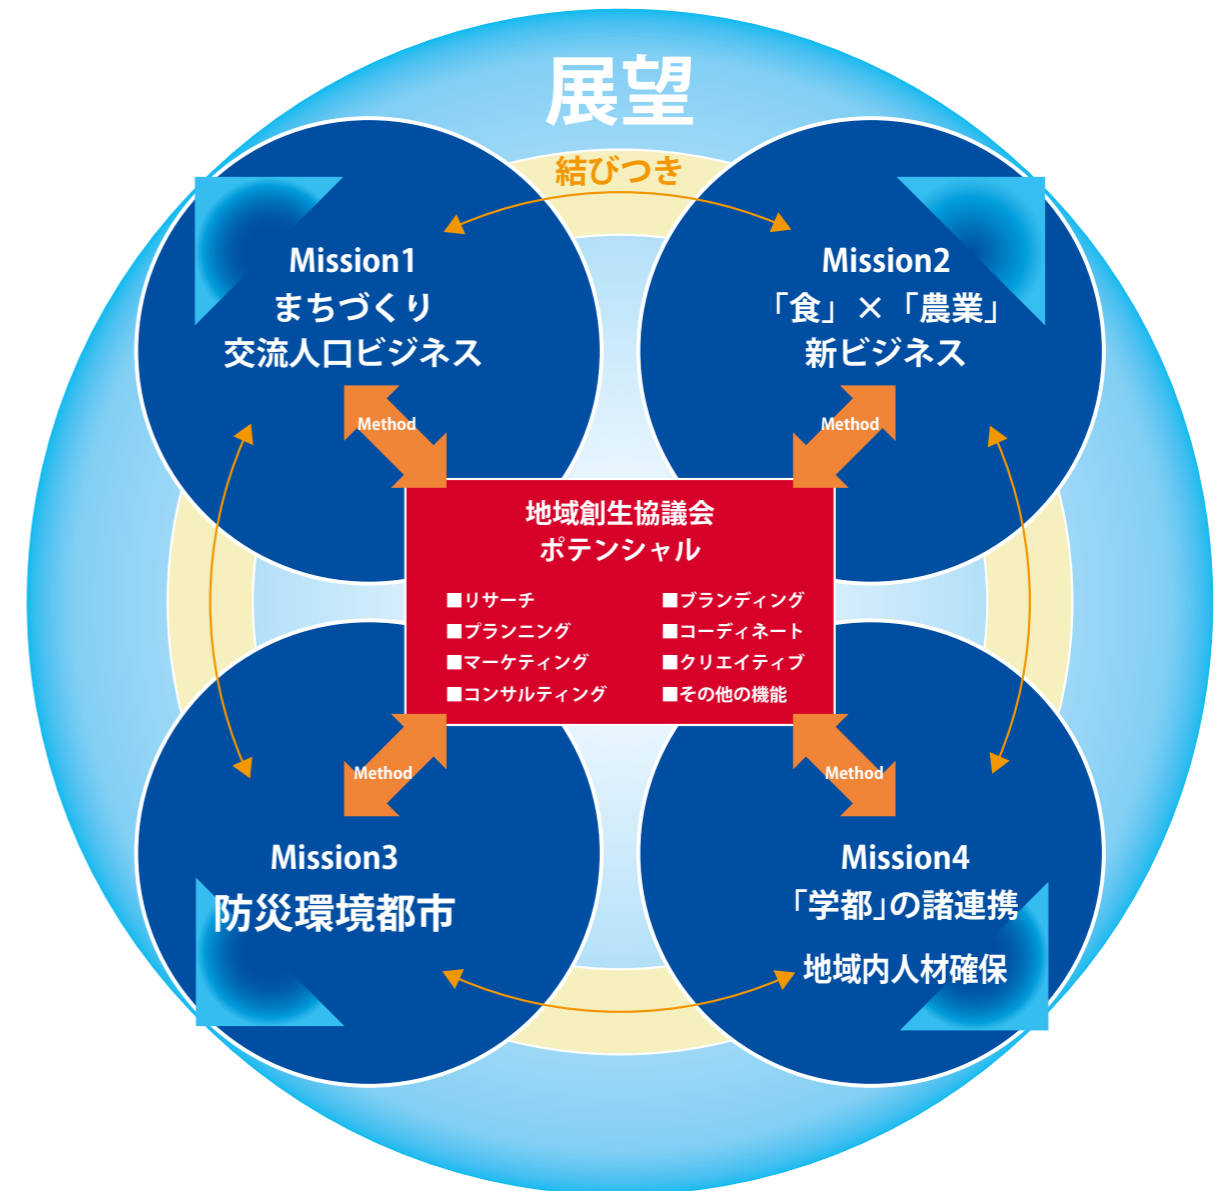 展望
結びつき
Mission1
まちづくり
交流人口ビジネス
Mission2
「食」×「農業」
新ビジネス
Method
Method
地域創生協議会
ポテンシャル
■リサーチ
■プランニング
■マーケティング
■コンサルティング
■ブランディング
■コーディネート
■クリエイティブ
■その他の機能
Method
Method
Mission3
防災環境都市
Mission4
「学都」の諸連携
地域内人材確保